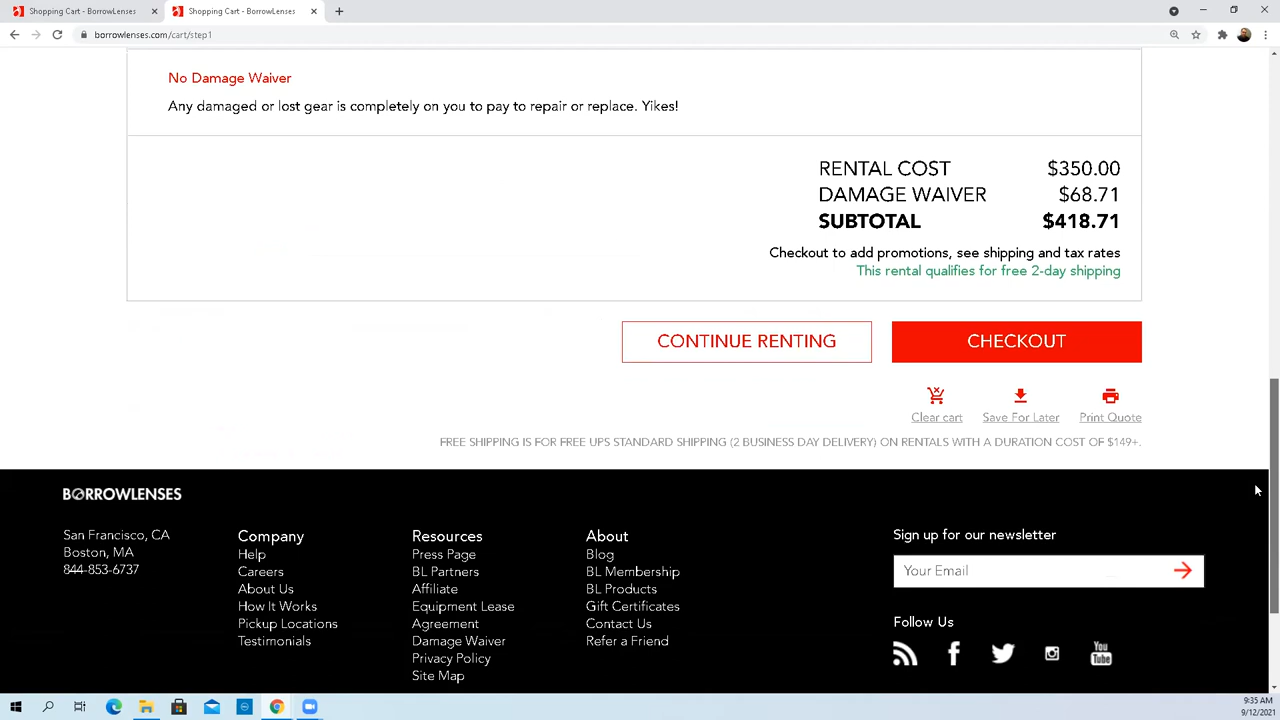 Shopping Cart - BorrowLenses
Shopping Cart - BorrowLenses
borrowlenses.com/cart/step1
No Damage Waiver
Any damaged or lost gear is completely on you to pay to repair or replace. Yikes!
RENTAL COST $350.00
DAMAGE WAIVER $68.71
SUBTOTAL $418.71
Checkout to add promotions, see shipping and tax rates
This rental qualifies for free 2-day shipping
CONTINUE RENTING
CHECKOUT
Clear cart
Save For Later
Print Quote
FREE SHIPPING IS FOR FREE UPS STANDARD SHIPPING (2 BUSINESS DAY DELIVERY) ON RENTALS WITH A DURATION COST OF $149+.
BORROWLENSES
San Francisco, CA
Boston, MA
844-853-6737
Company
Help
Careers
About Us
How It Works
Pickup Locations
Testimonials
Resources
Press Page
BL Partners
Affiliate
Equipment Lease
Agreement
Damage Waiver
Privacy Policy
Site Map
About
Blog
BL Membership
BL Products
Gift Certificates
Contact Us
Refer a Friend
Sign up for our newsletter
Your Email
Follow Us
You
Tube
9:35 AM
9/12/2021